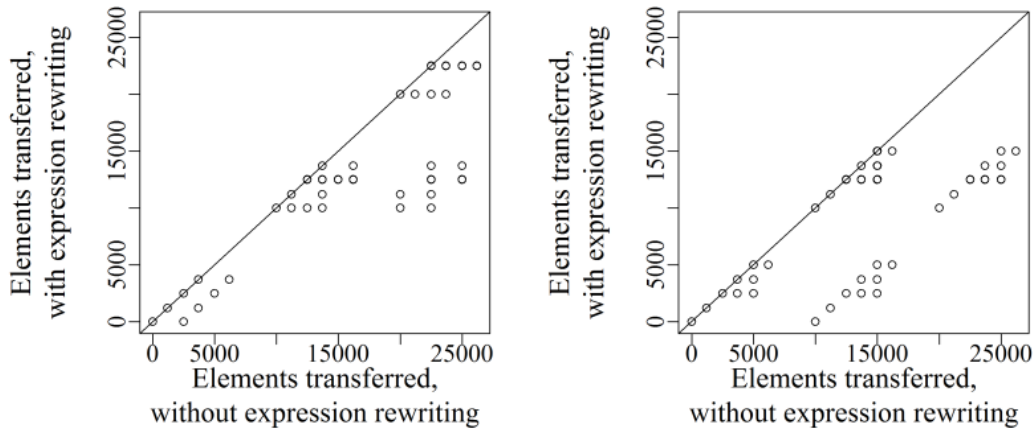 Elements transferred,
with expression rewriting
25000
15000
5000
0
0
5000
15000
25000
Elements transferred,
without expression rewriting
Elements transferred,
with expression rewriting
25000
15000
5000
0
0
5000
15000
25000
Elements transferred,
without expression rewriting